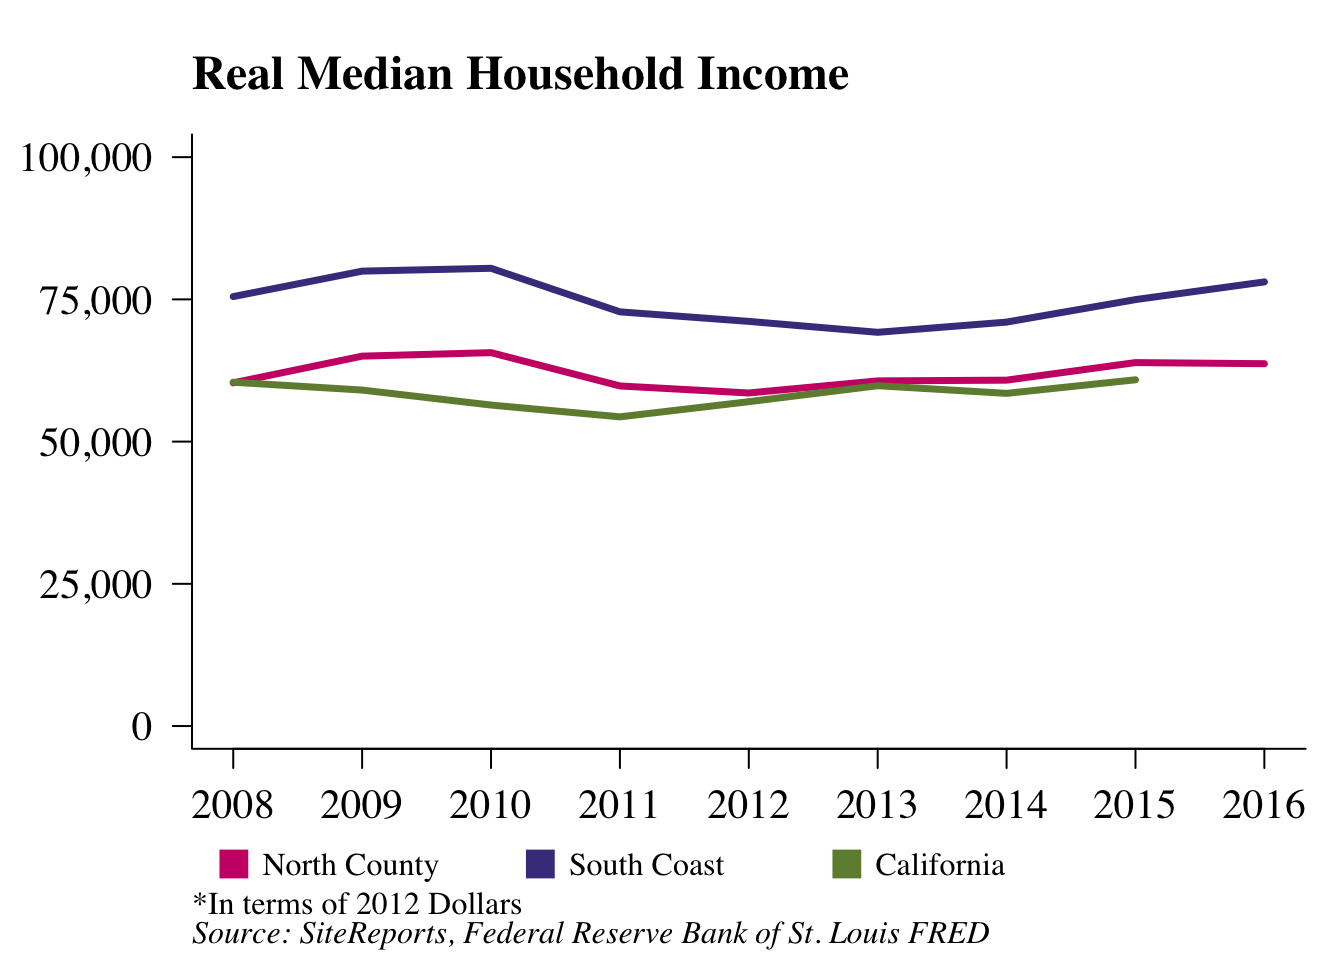 Real Median Household Income
100,000
75,000
50,000
25,000
0
2008 2009 2010 2011 2012 2013 2014 2015 2016
North County South Coast California
*In terms of 2012 Dollars
Source: SiteReports, Federal Reserve Bank of St. Louis FRED